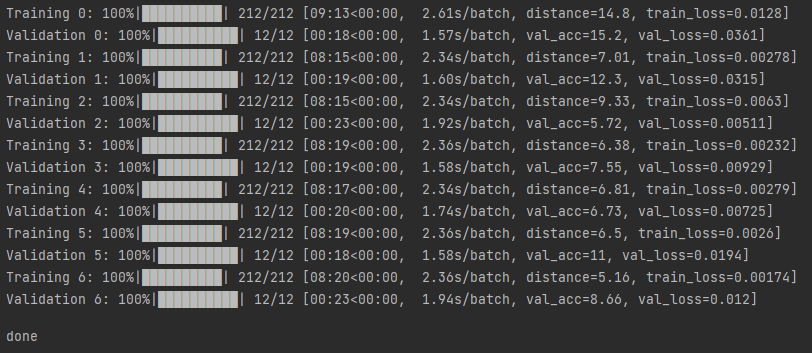 Training 0: 100%|██████████| 212/212 [09:13<00:00,  2.61s/batch, distance=14.8, train_loss=0.0128]
Validation 0: 100%|██████████| 12/12 [00:18<00:00,  1.57s/batch, val_acc=15.2, val_loss=0.0361]
Training 1: 100%|██████████| 212/212 [08:15<00:00,  2.34s/batch, distance=7.01, train_loss=0.00278]
Validation 1: 100%|██████████| 12/12 [00:19<00:00,  1.60s/batch, val_acc=12.3, val_loss=0.0315]
Training 2: 100%|██████████| 212/212 [08:15<00:00,  2.34s/batch, distance=9.33, train_loss=0.0063]
Validation 2: 100%|██████████| 12/12 [00:23<00:00,  1.92s/batch, val_acc=5.72, val_loss=0.00511]
Training 3: 100%|██████████| 212/212 [08:19<00:00,  2.36s/batch, distance=6.38, train_loss=0.00232]
Validation 3: 100%|██████████| 12/12 [00:19<00:00,  1.58s/batch, val_acc=7.55, val_loss=0.00929]
Training 4: 100%|██████████| 212/212 [08:17<00:00,  2.34s/batch, distance=6.81, train_loss=0.00279]
Validation 4: 100%|██████████| 12/12 [00:20<00:00,  1.74s/batch, val_acc=6.73, val_loss=0.00725]
Training 5: 100%|██████████| 212/212 [08:19<00:00,  2.36s/batch, distance=6.5, train_loss=0.0026]
Validation 5: 100%|██████████| 12/12 [00:18<00:00,  1.58s/batch, val_acc=11, val_loss=0.0194]
Training 6: 100%|██████████| 212/212 [08:20<00:00,  2.36s/batch, distance=5.16, train_loss=0.00174]
Validation 6: 100%|██████████| 12/12 [00:23<00:00,  1.94s/batch, val_acc=8.66, val_loss=0.012]
done